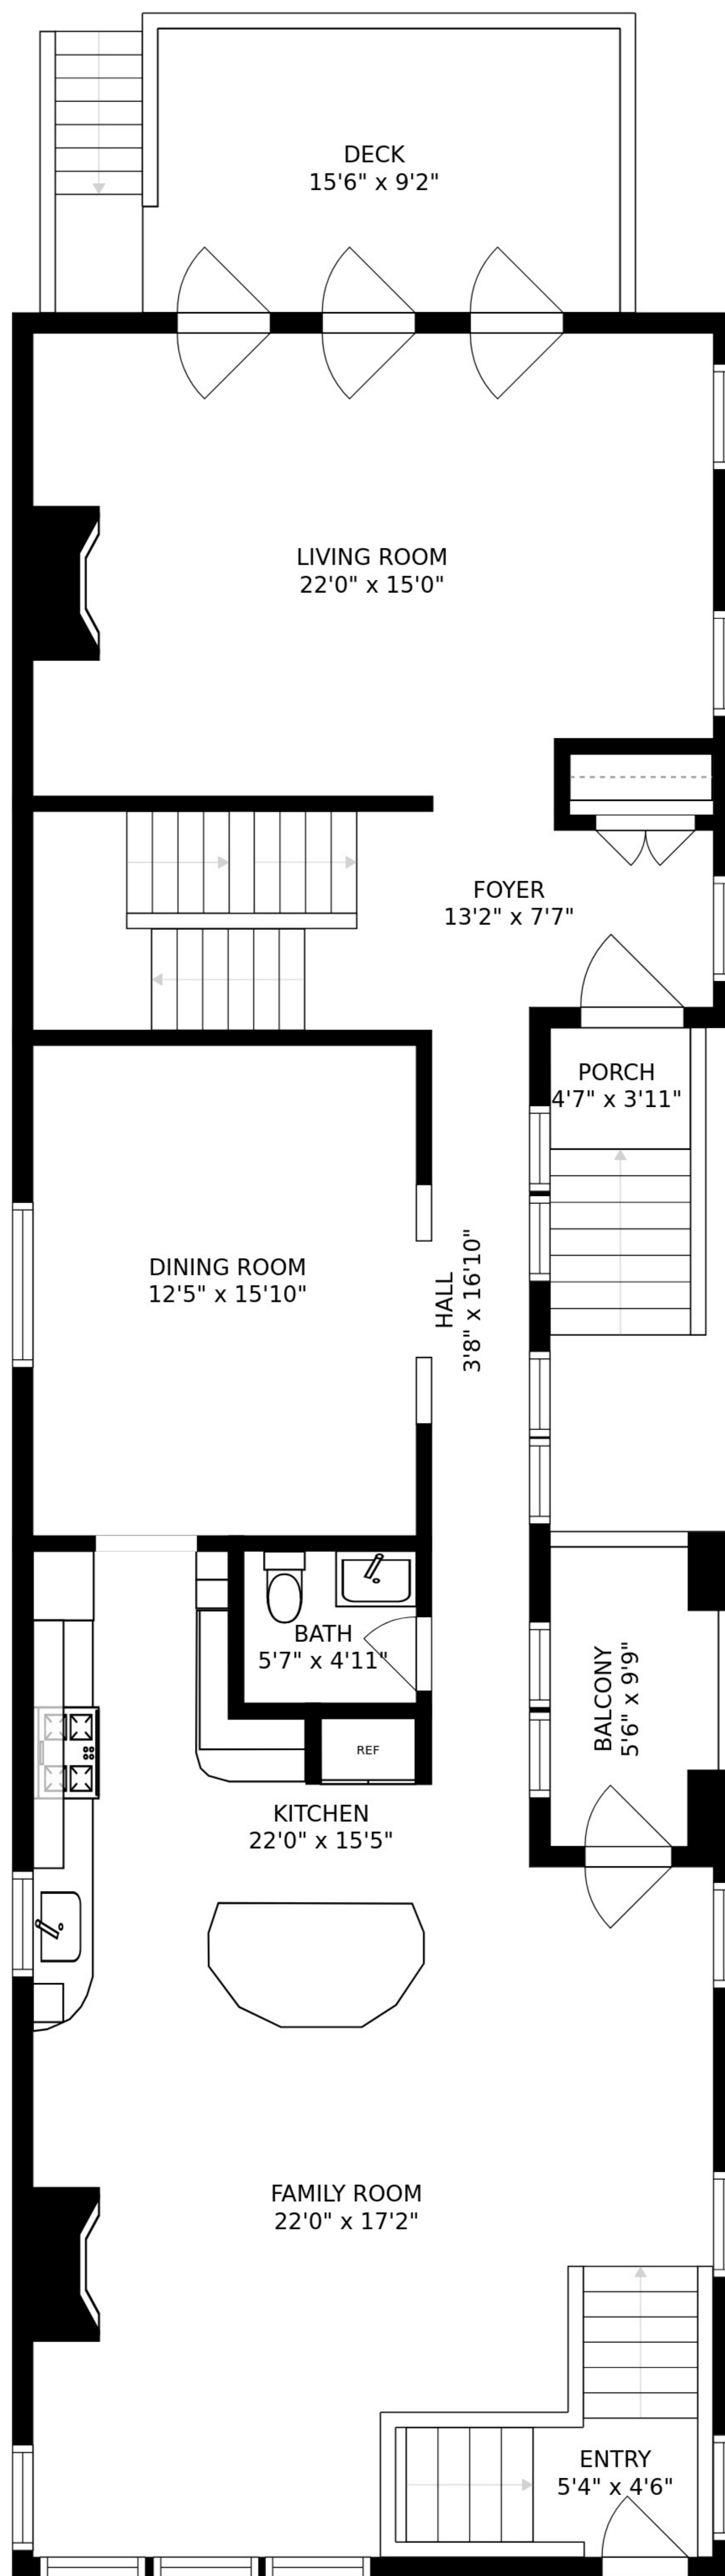 DECK
15'6" x 9'2"
LIVING ROOM
22'0" x 15'0"
FOYER
13'2" x 7'7"
PORCH
4'7" x 3'11"
DINING ROOM
12'5" x 15'10"
HALL
3'8" x 16'10"
BATH
5'7" x 4'11"
BALCONY
5'6" x 9'9"
REF
KITCHEN
22'0" x 15'5"
FAMILY ROOM
22'0" x 17'2"
ENTRY
5'4" x 4'6"